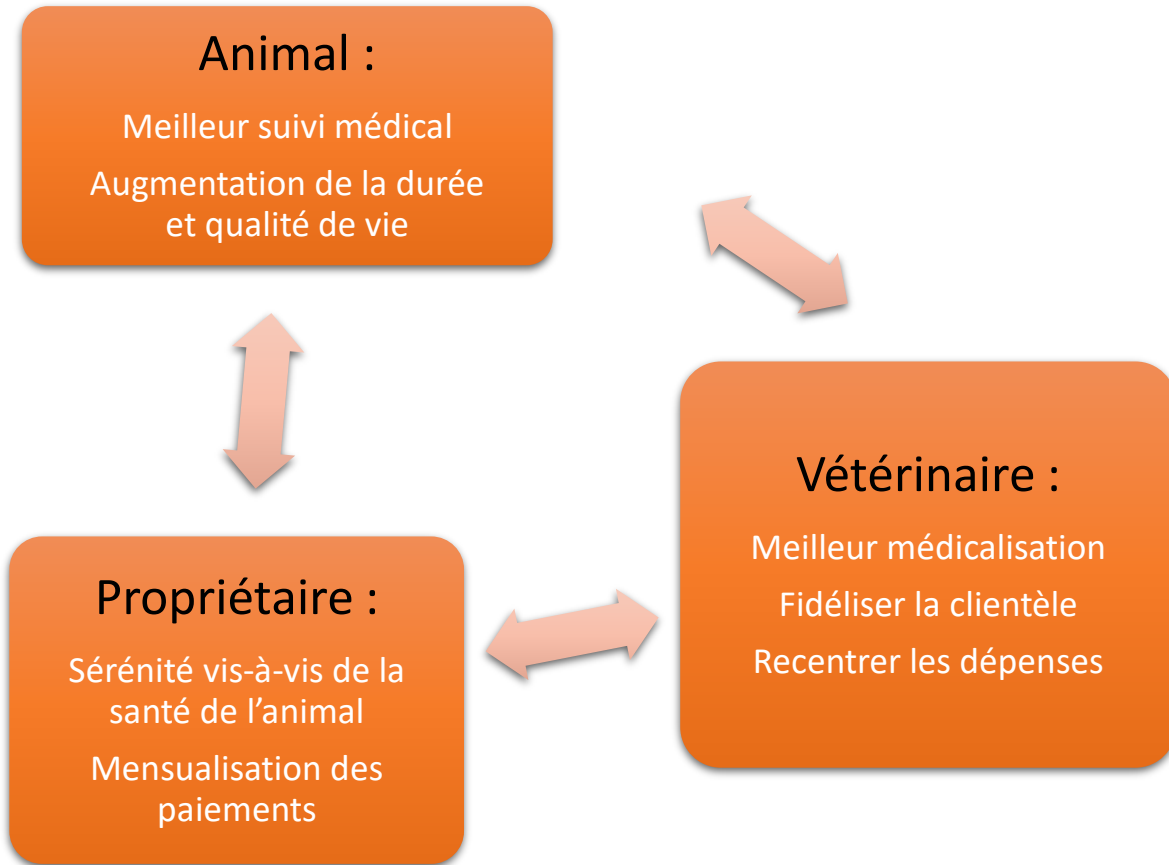 Animal :
Meilleur suivi médical
Augmentation de la durée
et qualité de vie
Vétérinaire :
Meilleur médicalisation
Fidéliser la clientèle
Recentrer les dépenses
Propriétaire :
Sérénité vis-à-vis de la
santé de l’animal
Mensualisation des
paiements